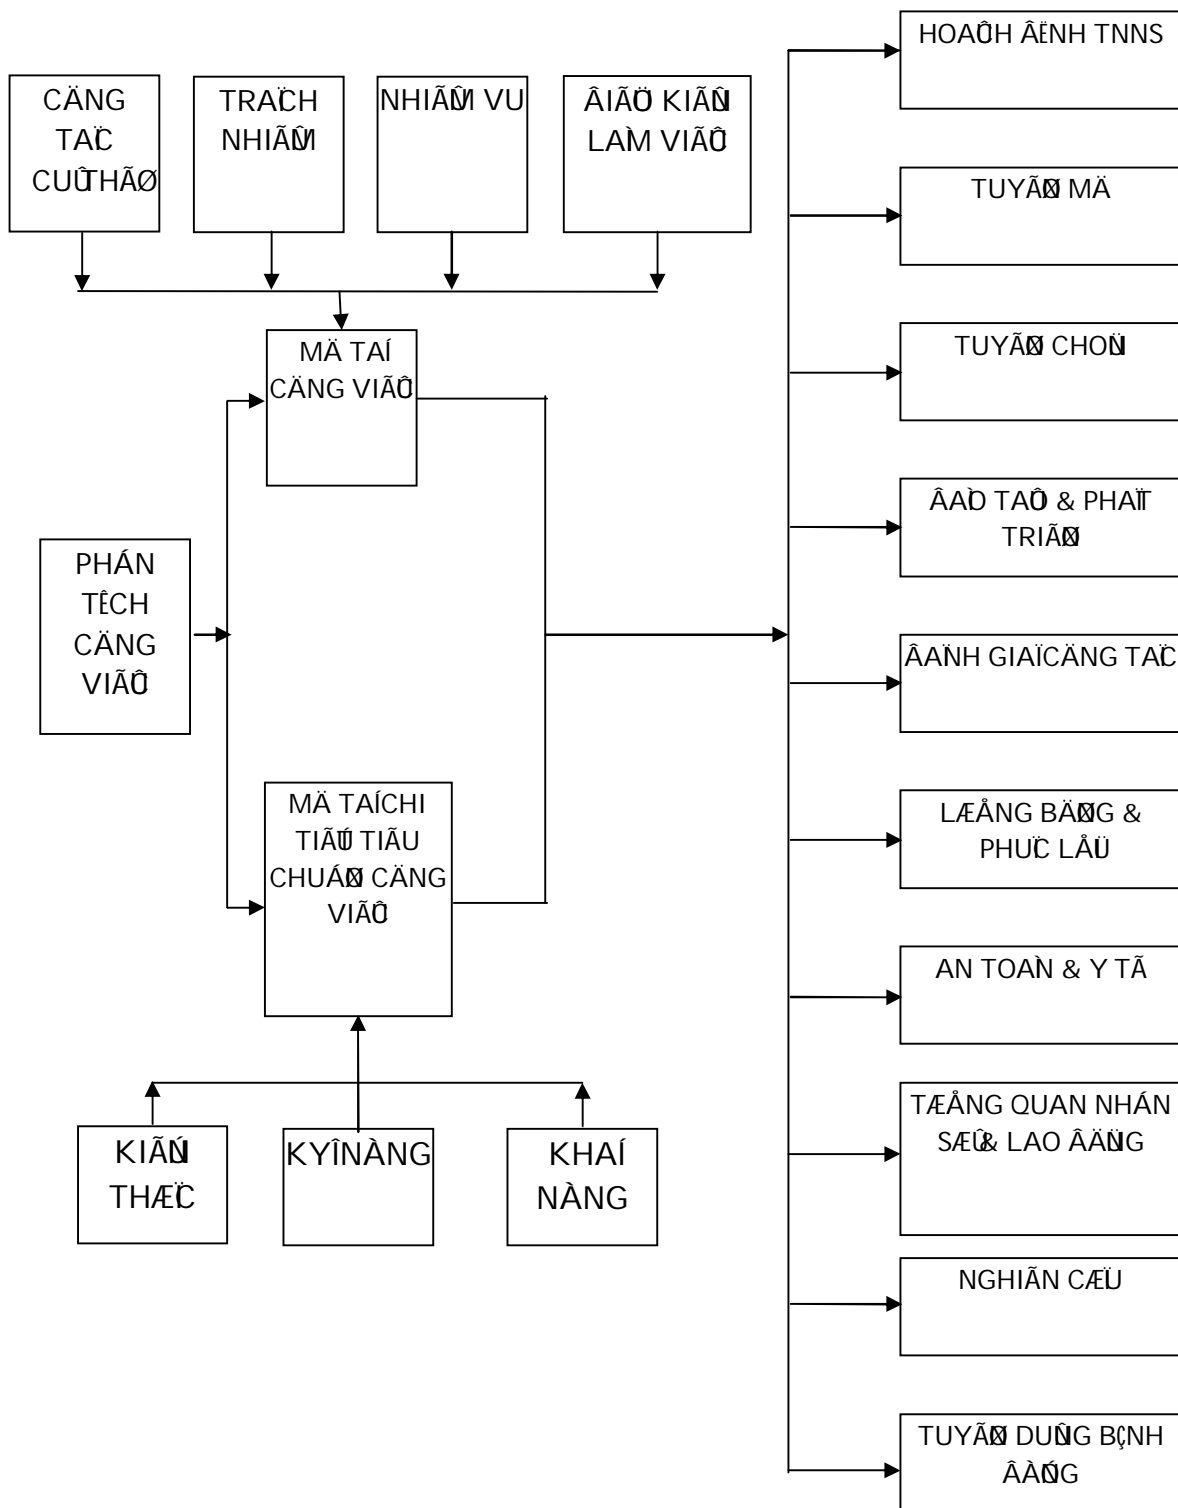 HOAÛCH ÂËNH TNNS
CÄNG
TAÏC
CUÛ THÃØ
TRAÏCH
NHIÃÛM
NHIÃÛM VU
ÂIÃÖU KIÃÛN
LAÌM VIÃÛC
TUYÃØN MÄ
MÄ TAÍ
CÄNG VIÃÛC
TUYÃØN CHOÜN
ÂAÌO TAÛO & PHAÏT
TRIÃØN
PHÁN
TÊCH
CÄNG
VIÃÛC
ÂAÏNH GIAÏ CÄNG TAÏC
MÄ TAÍ CHI
TIÃÚT TIÃU
CHUÁØN CÄNG
VIÃÛC
LÆÅNG BÄØNG &
PHUÏC LÅÜI
AN TOAÌN & Y TÃ
TÆÅNG QUAN NHÁN
SÆÛ & LAO ÂÄÜNG
KIÃÚN
THÆÏC
KYÎ NÀNG
KHAÍ
NÀNG
NGHIÃN CÆÏU
TUYÃØN DUÛNG BÇNH
ÂÀÓNG